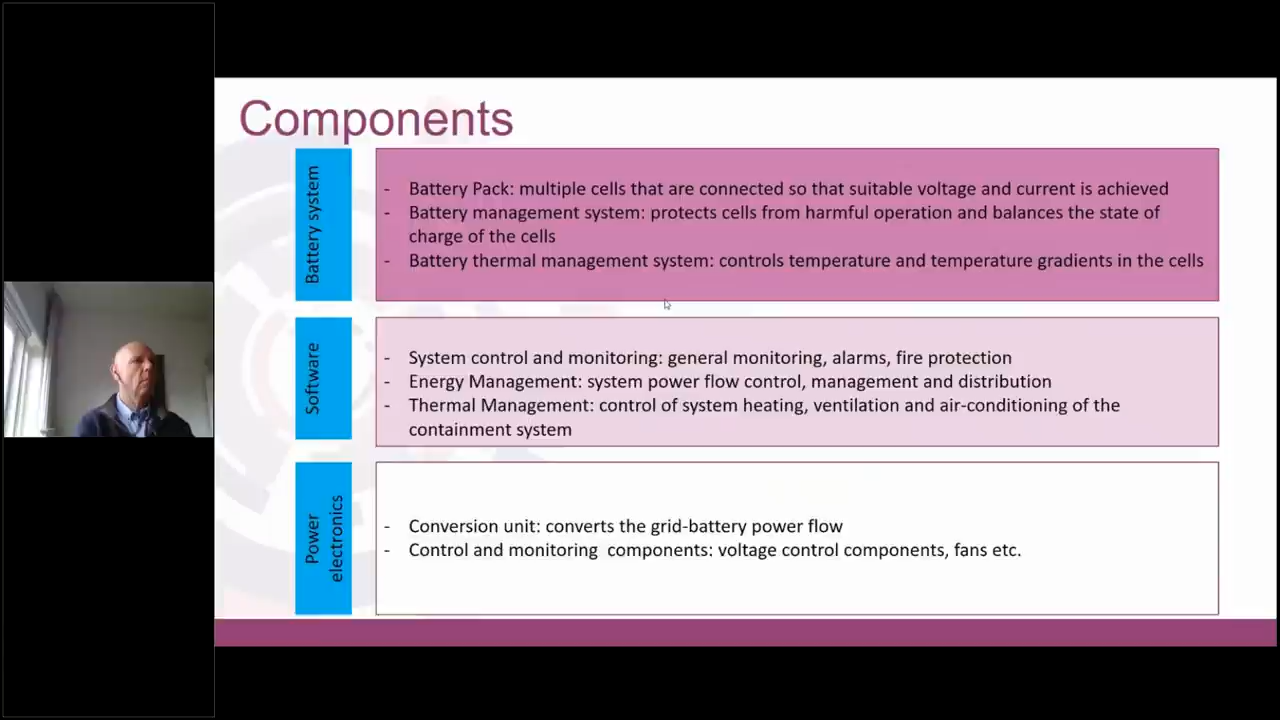 Components
Battery system
- Battery Pack: multiple cells that are connected so that suitable voltage and current is achieved
- Battery management system: protects cells from harmful operation and balances the state of
charge of the cells
- Battery thermal management system: controls temperature and temperature gradients in the cells
Software
- System control and monitoring: general monitoring, alarms, fire protection
- Energy Management: system power flow control, management and distribution
- Thermal Management: control of system heating, ventilation and air-conditioning of the
containment system
Power
electronics
- Conversion unit: converts the grid-battery power flow
- Control and monitoring  components: voltage control components, fans etc.